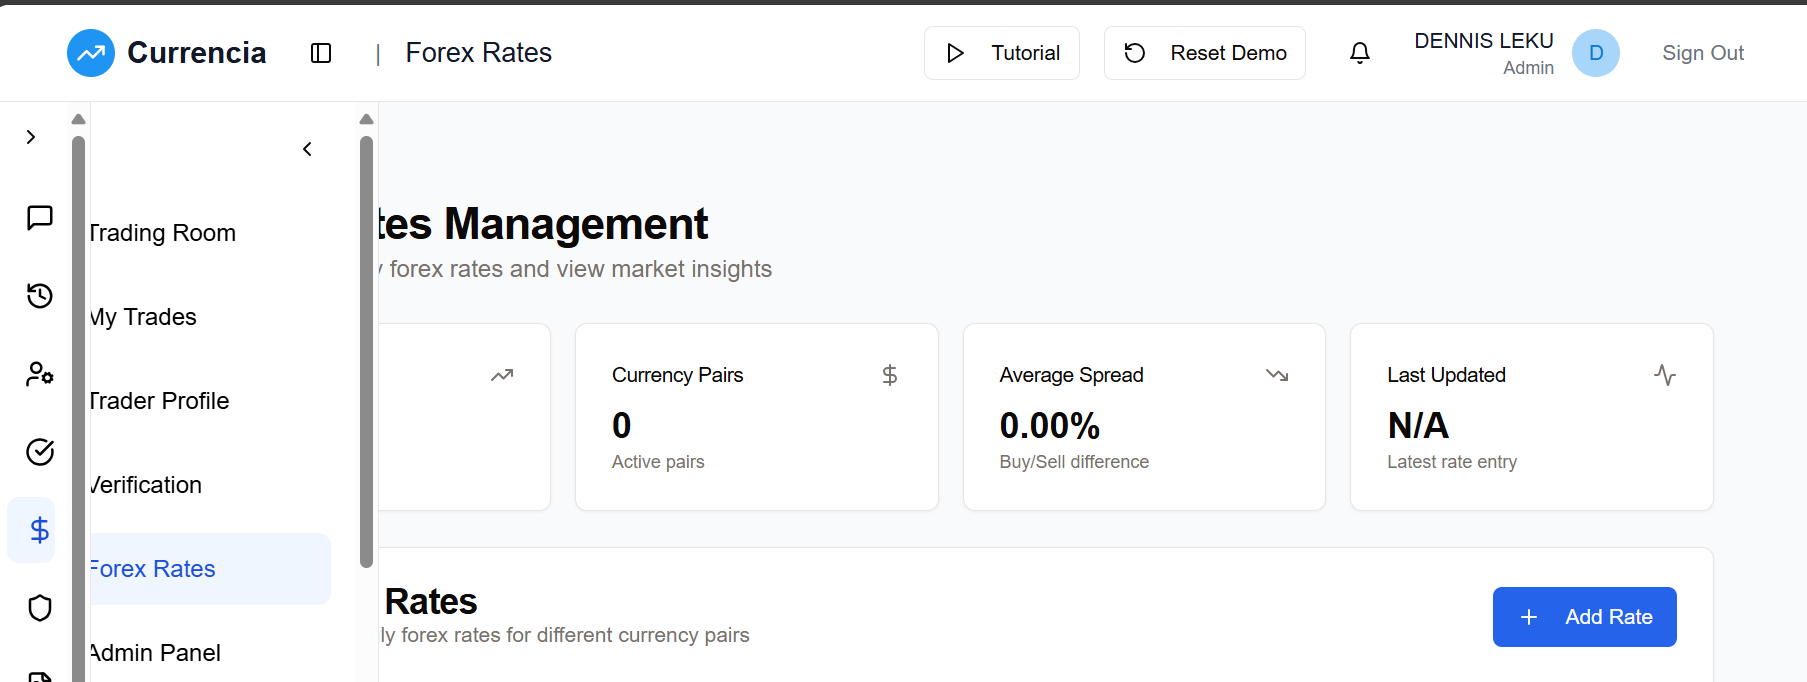 Currencia
|
Forex Rates
Tutorial
Reset Demo
DENNIS LEKU
Admin
D
Sign Out
Trading Room
My Trades
Trader Profile
Verification
Forex Rates
Admin Panel
tes Management
forex rates and view market insights
Currency Pairs
0
Active pairs
Average Spread
0.00%
Buy/Sell difference
Last Updated
N/A
Latest rate entry
Rates
ly forex rates for different currency pairs
Add Rate